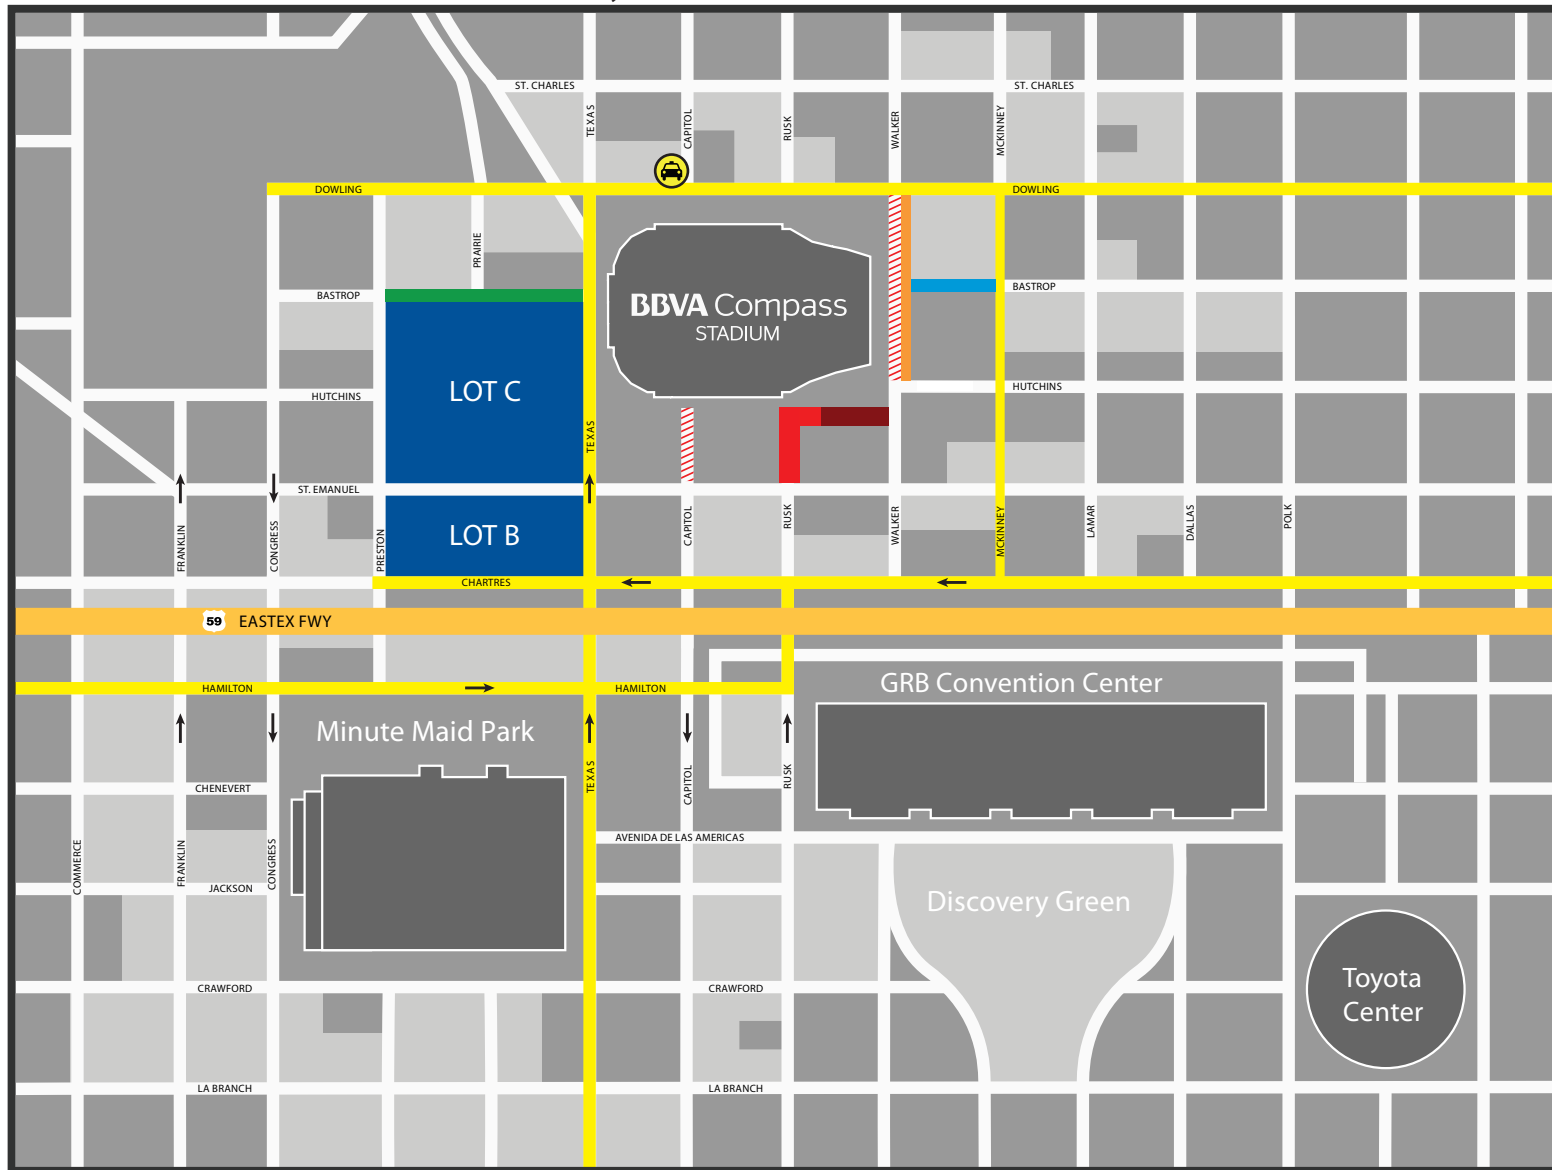 ST. CHARLES
ST. CHARLES
TEXAS
CAPITOL
RUSK
WALKER
MCKINNEY
DOWLING
DOWLING
PRAIRIE
BASTROP
BASTROP
BBVA Compass
STADIUM
LOT C
HUTCHINS
HUTCHINS
TEXAS
ST. EMANUEL
LOT B
FRANKLIN
CONGRESS
PRESTON
CAPITOL
RUSK
WALKER
MCKINNEY
LAMAR
DALLAS
POLK
CHARTRES
59 EASTEX FWY
HAMILTON
HAMILTON
GRB Convention Center
Minute Maid Park
TEXAS
CAPITOL
RUSK
CHENEVERT
AVENIDA DE LAS AMERICAS
COMMERCE
FRANKLIN
CONGRESS
JACKSON
Discovery Green
CRAWFORD
CRAWFORD
Toyota
Center
LA BRANCH
LA BRANCH